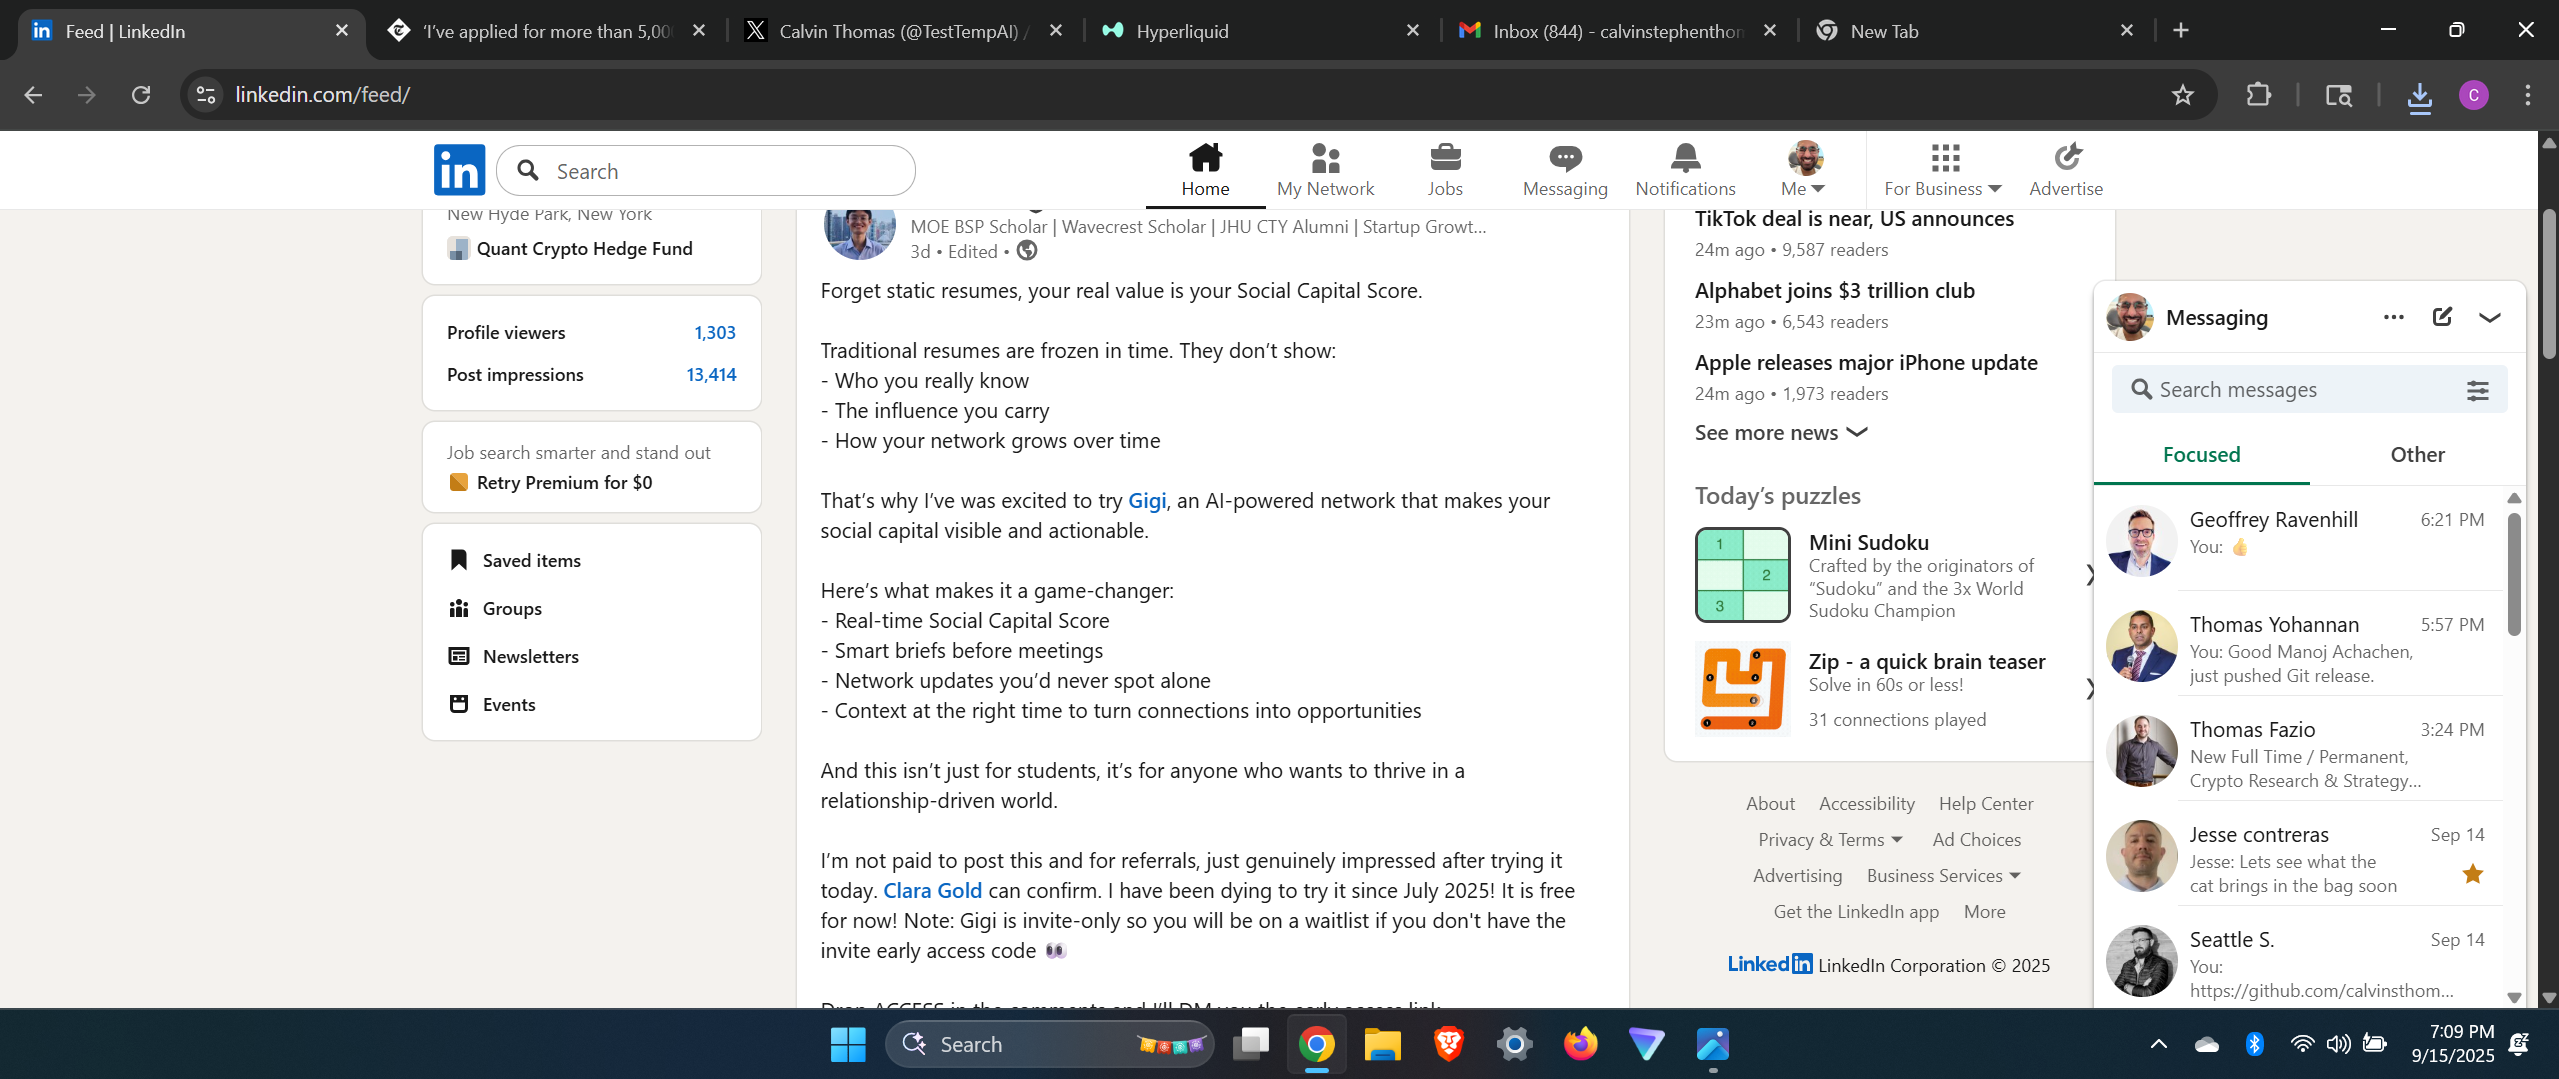 Feed | LinkedIn
'I've applied for more than 5,00
Calvin Thomas (@TestTempAI) /
Hyperliquid
Inbox (844) - calvinstephenthom
New Tab
linkedin.com/feed/
C
in
Search
Home
My Network
Jobs
Messaging
Notifications
Me
For Business
Advertise
New Hyde Park, New York
Quant Crypto Hedge Fund
Profile viewers 1,303
Post impressions 13,414
Job search smarter and stand out
Retry Premium for $0
Saved items
Groups
Newsletters
Events
MOE BSP Scholar | Wavecrest Scholar | JHU CTY Alumni | Startup Growt...
3d • Edited •
Forget static resumes, your real value is your Social Capital Score.
Traditional resumes are frozen in time. They don't show:
- Who you really know
- The influence you carry
- How your network grows over time
That's why I've was excited to try Gigi, an AI-powered network that makes your
social capital visible and actionable.
Here's what makes it a game-changer:
- Real-time Social Capital Score
- Smart briefs before meetings
- Network updates you'd never spot alone
- Context at the right time to turn connections into opportunities
And this isn't just for students, it's for anyone who wants to thrive in a
relationship-driven world.
I'm not paid to post this and for referrals, just genuinely impressed after trying it
today. Clara Gold can confirm. I have been dying to try it since July 2025! It is free
for now! Note: Gigi is invite-only so you will be on a waitlist if you don't have the
invite early access code 👀
Drop ACCESS in the comments and I'll DM you the early access link
TikTok deal is near, US announces
24m ago • 9,587 readers
Alphabet joins $3 trillion club
23m ago • 6,543 readers
Apple releases major iPhone update
24m ago • 1,973 readers
See more news
Today's puzzles
1
2
3
Mini Sudoku
Crafted by the originators of
"Sudoku" and the 3x World
Sudoku Champion
Zip - a quick brain teaser
Solve in 60s or less!
31 connections played
About Accessibility Help Center
Privacy & Terms Ad Choices
Advertising Business Services
Get the LinkedIn app More
LinkedIn LinkedIn Corporation © 2025
Messaging
Search messages
Focused Other
Geoffrey Ravenhill 6:21 PM
You: 👍
Thomas Yohannan 5:57 PM
You: Good Manoj Achachen,
just pushed Git release.
Thomas Fazio 3:24 PM
New Full Time / Permanent,
Crypto Research & Strategy...
Jesse contreras Sep 14
Jesse: Lets see what the
cat brings in the bag soon
Seattle S. Sep 14
You:
https://github.com/calvinsthom...
Search
7:09 PM
9/15/2025